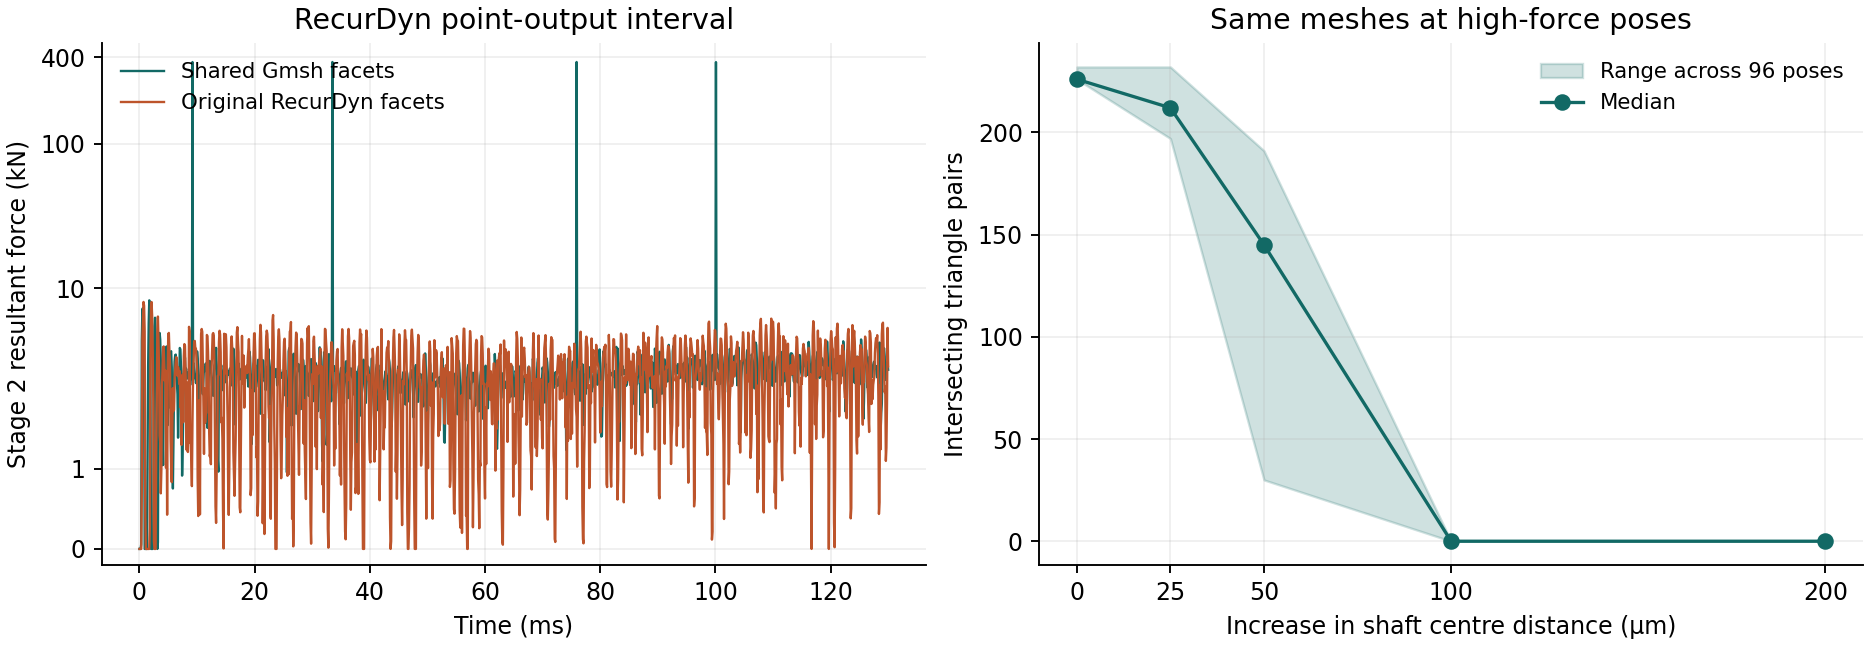 RecurDyn point-output interval
Shared Gmsh facets
Original RecurDyn facets
Stage 2 resultant force (kN)
400
100
10
1
0
0
20
40
60
80
100
120
Time (ms)
Same meshes at high-force poses
Range across 96 poses
Median
Intersecting triangle pairs
200
150
100
50
0
0
25
50
100
200
Increase in shaft centre distance (µm)